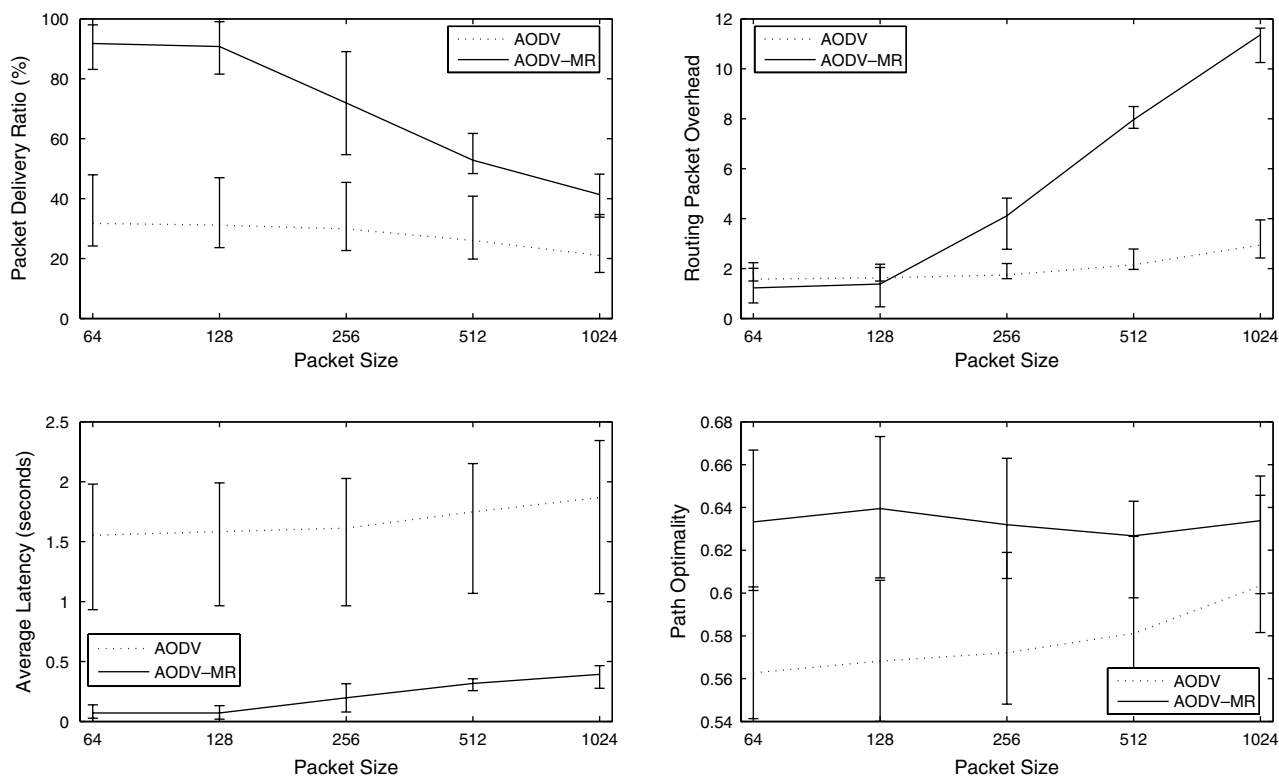 Packet Delivery Ratio (%)
100
80
60
40
20
0
AODV
AODV–MR
64 128 256 512 1024
Packet Size
Routing Packet Overhead
12
10
8
6
4
2
0
AODV
AODV–MR
64 128 256 512 1024
Packet Size
Average Latency (seconds)
2.5
2
1.5
1
0.5
0
AODV
AODV–MR
64 128 256 512 1024
Packet Size
Path Optimality
0.68
0.66
0.64
0.62
0.6
0.58
0.56
0.54
AODV
AODV–MR
64 128 256 512 1024
Packet Size